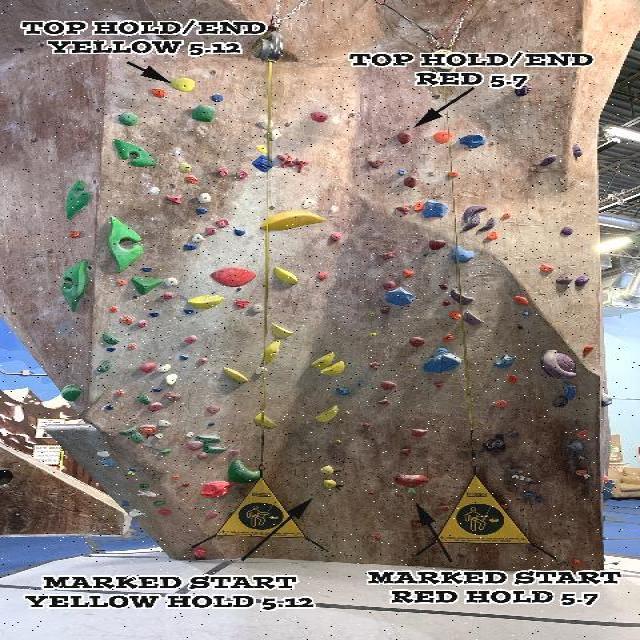 TOP HOLD/END
YELLOW 5.12
TOP HOLD/END
RED 5.7
MARKED START
YELLOW HOLD 5.12
MARKED START
RED HOLD 5.7